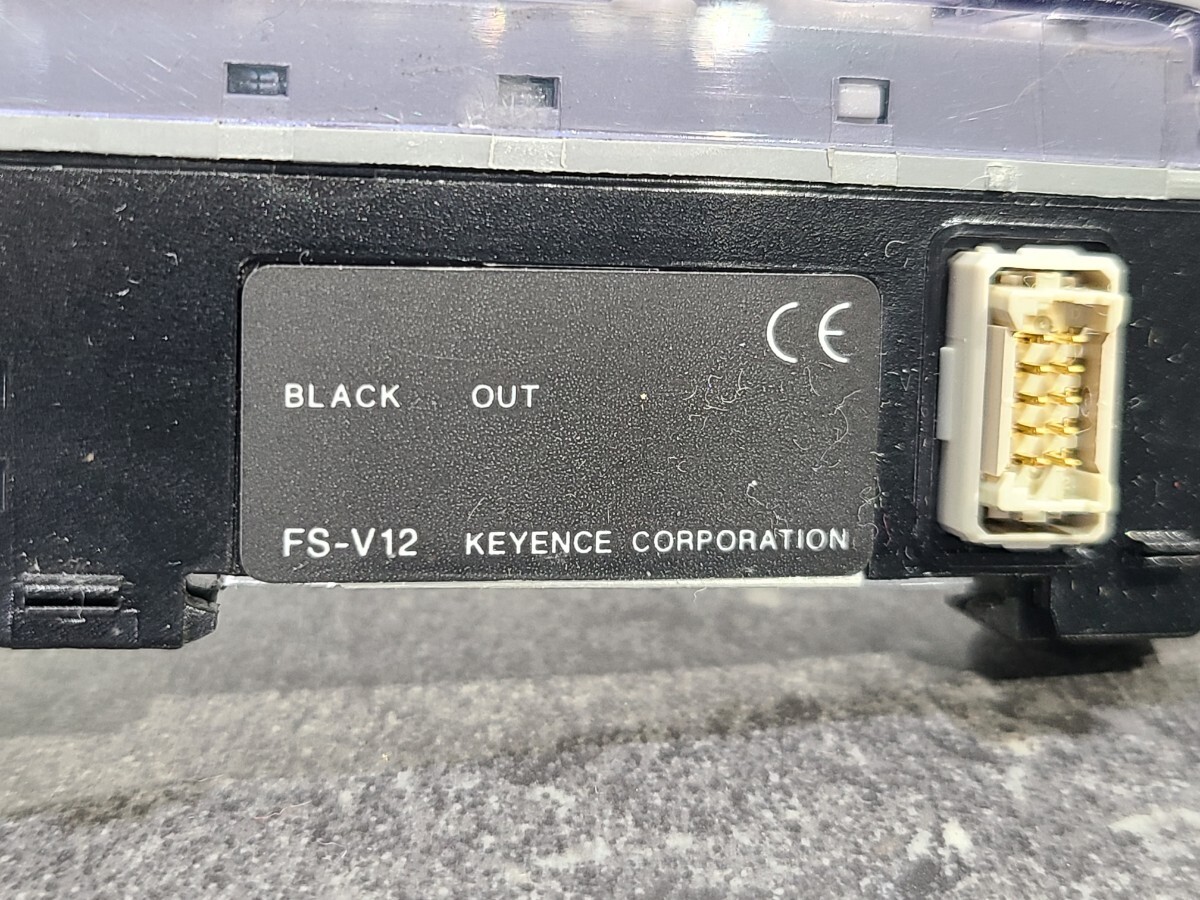 CE
BLACK OUT
FS-V12 KEYENCE CORPORATION